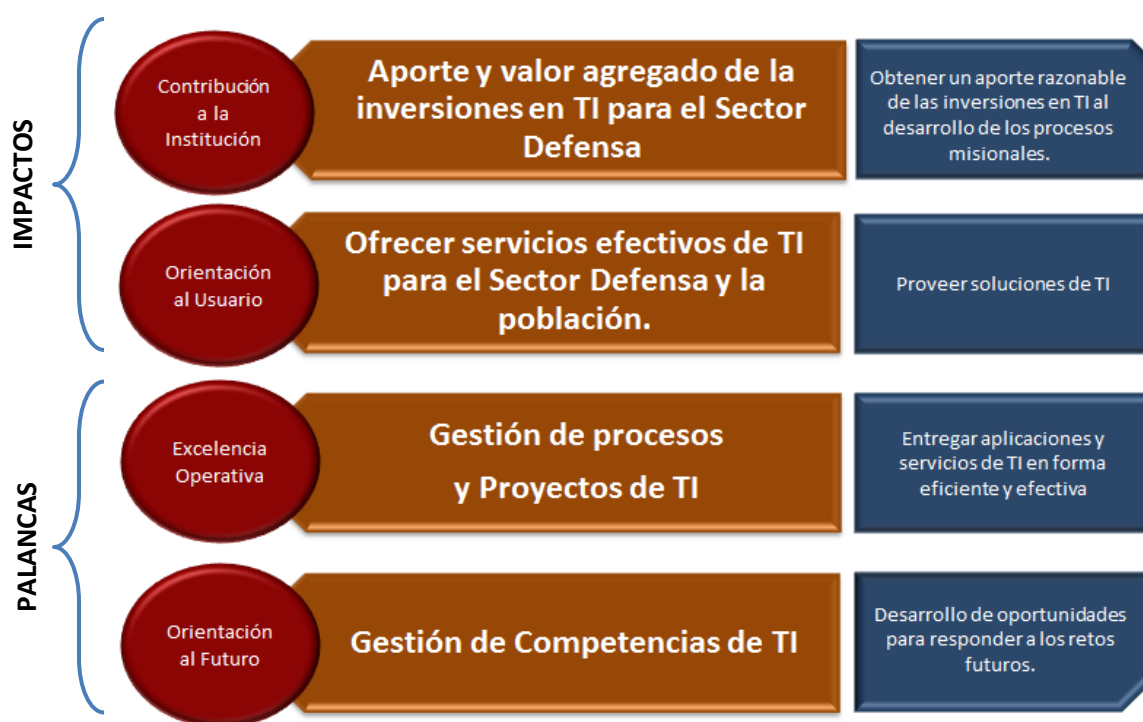 IMPACTOS
Contribución
a la
Institución
Aporte y valor agregado de la
inversiones en TI para el Sector
Defensa
Obtener un aporte razonable
de las inversiones en TI al
desarrollo de los procesos
misionales.
Orientación
al Usuario
Ofrecer servicios efectivos de TI
para el Sector Defensa y la
población.
Proveer soluciones de TI
PALANCAS
Excelencia
Operativa
Gestión de procesos
y Proyectos de TI
Entregar aplicaciones y
servicios de TI en forma
eficiente y efectiva
Orientación
al Futuro
Gestión de Competencias de TI
Desarrollo de oportunidades
para responder a los retos
futuros.